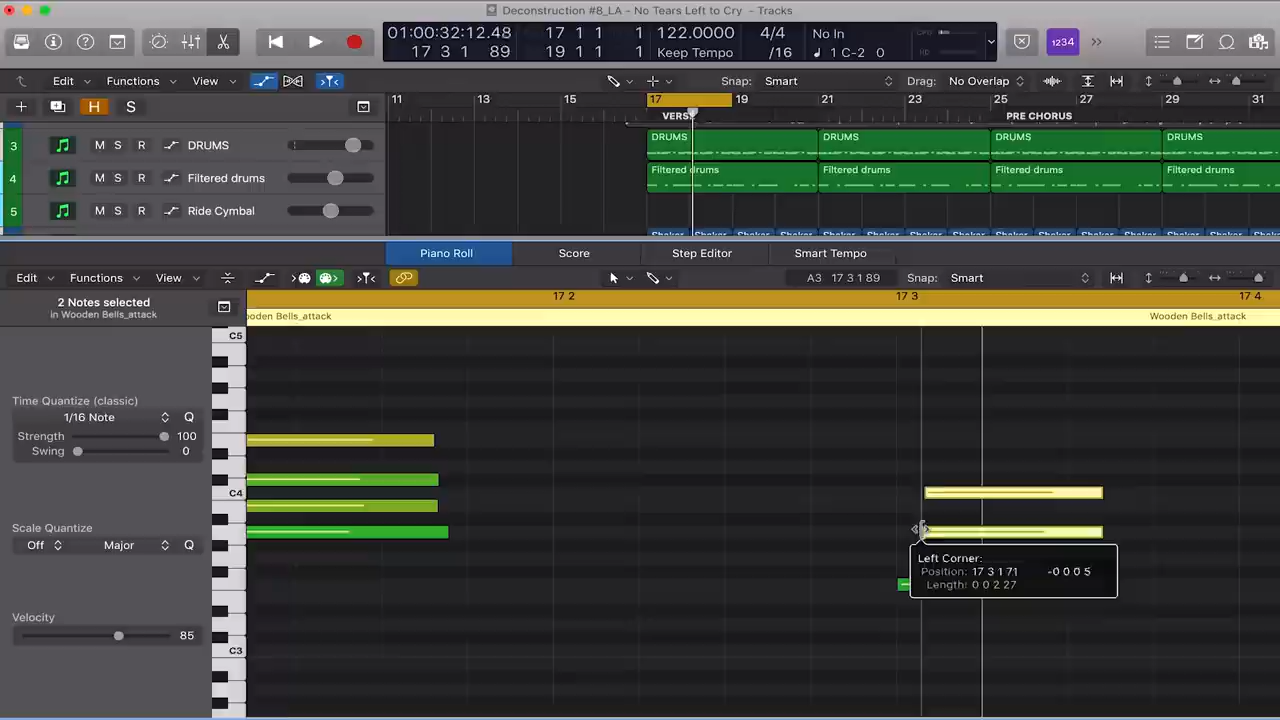 Deconstruction #8_LA - No Tears Left to Cry - Tracks
01:00:32:12.48
17 3 1 89
17 1 1 1
19 1 1 1
122.0000
Keep Tempo
4/4
/16
No In
C-2 0
CPU
HD
1234
Edit
Functions
View
Snap: Smart
Drag: No Overlap
H
S
11
13
15
17
19
21
23
25
27
29
31
PRE CHORUS
3
M S R
DRUMS
DRUMS
DRUMS
DRUMS
DRUMS
4
M S R
Filtered drums
Filtered drums
Filtered drums
Filtered drums
Filtered drums
5
M S R
Ride Cymbal
Piano Roll
Score
Step Editor
Smart Tempo
Edit
Functions
View
A3 17 3 1 89
Snap: Smart
2 Notes selected
in Wooden Bells_attack
17 2
17 3
17 4
oden Bells_attack
Wooden Bells_attack
C5
Time Quantize (classic)
1/16 Note
Q
Strength
100
Swing
0
C4
Scale Quantize
Off
Major
Q
Left Corner:
Position: 17 3 1 71 -0 0 0 5
Length: 0 0 2 27
Velocity
85
C3